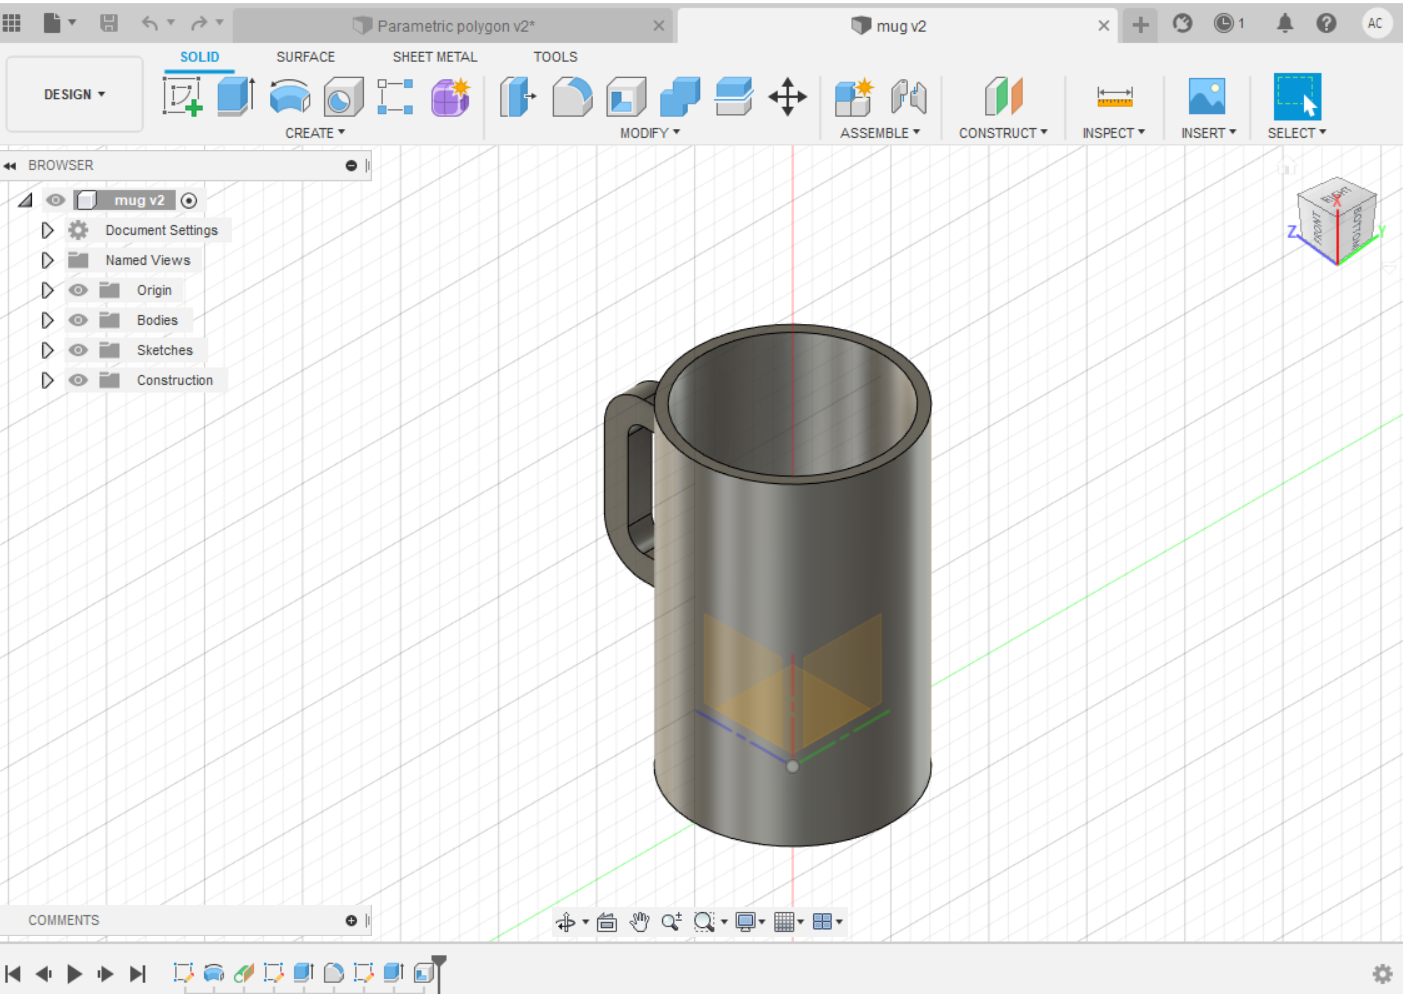 Parametric polygon v2*
mug v2
1
AC
SOLID
SURFACE
SHEET METAL
TOOLS
DESIGN
CREATE
MODIFY
ASSEMBLE
CONSTRUCT
INSPECT
INSERT
SELECT
BROWSER
mug v2
Document Settings
Named Views
Origin
Bodies
Sketches
Construction
RIGHT
X
FRONT
BOTTOM
Z
Y
COMMENTS